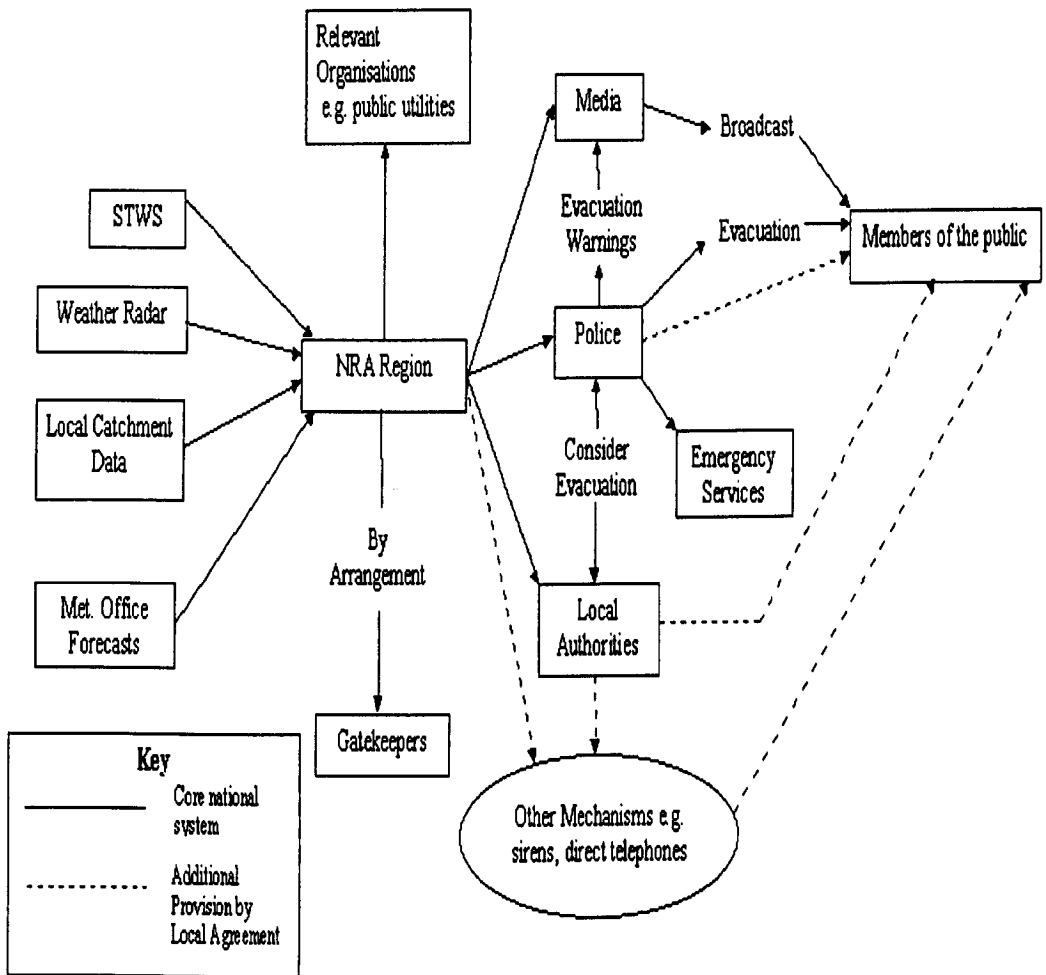 Relevant
Organisations
e.g. public utilities
Media
Broadcast
STWS
Evacuation
Warnings
Evacuation
Members of the public
Weather Radar
Police
NRA Region
Local Catchment
Data
Consider
Evacuation
Emergency
Services
By
Arrangement
Met. Office
Forecasts
Local
Authorities
Gatekeepers
Key
Core national
system
Additional
Provision by
Local Agreement
Other Mechanisms e.g.
sirens, direct telephones